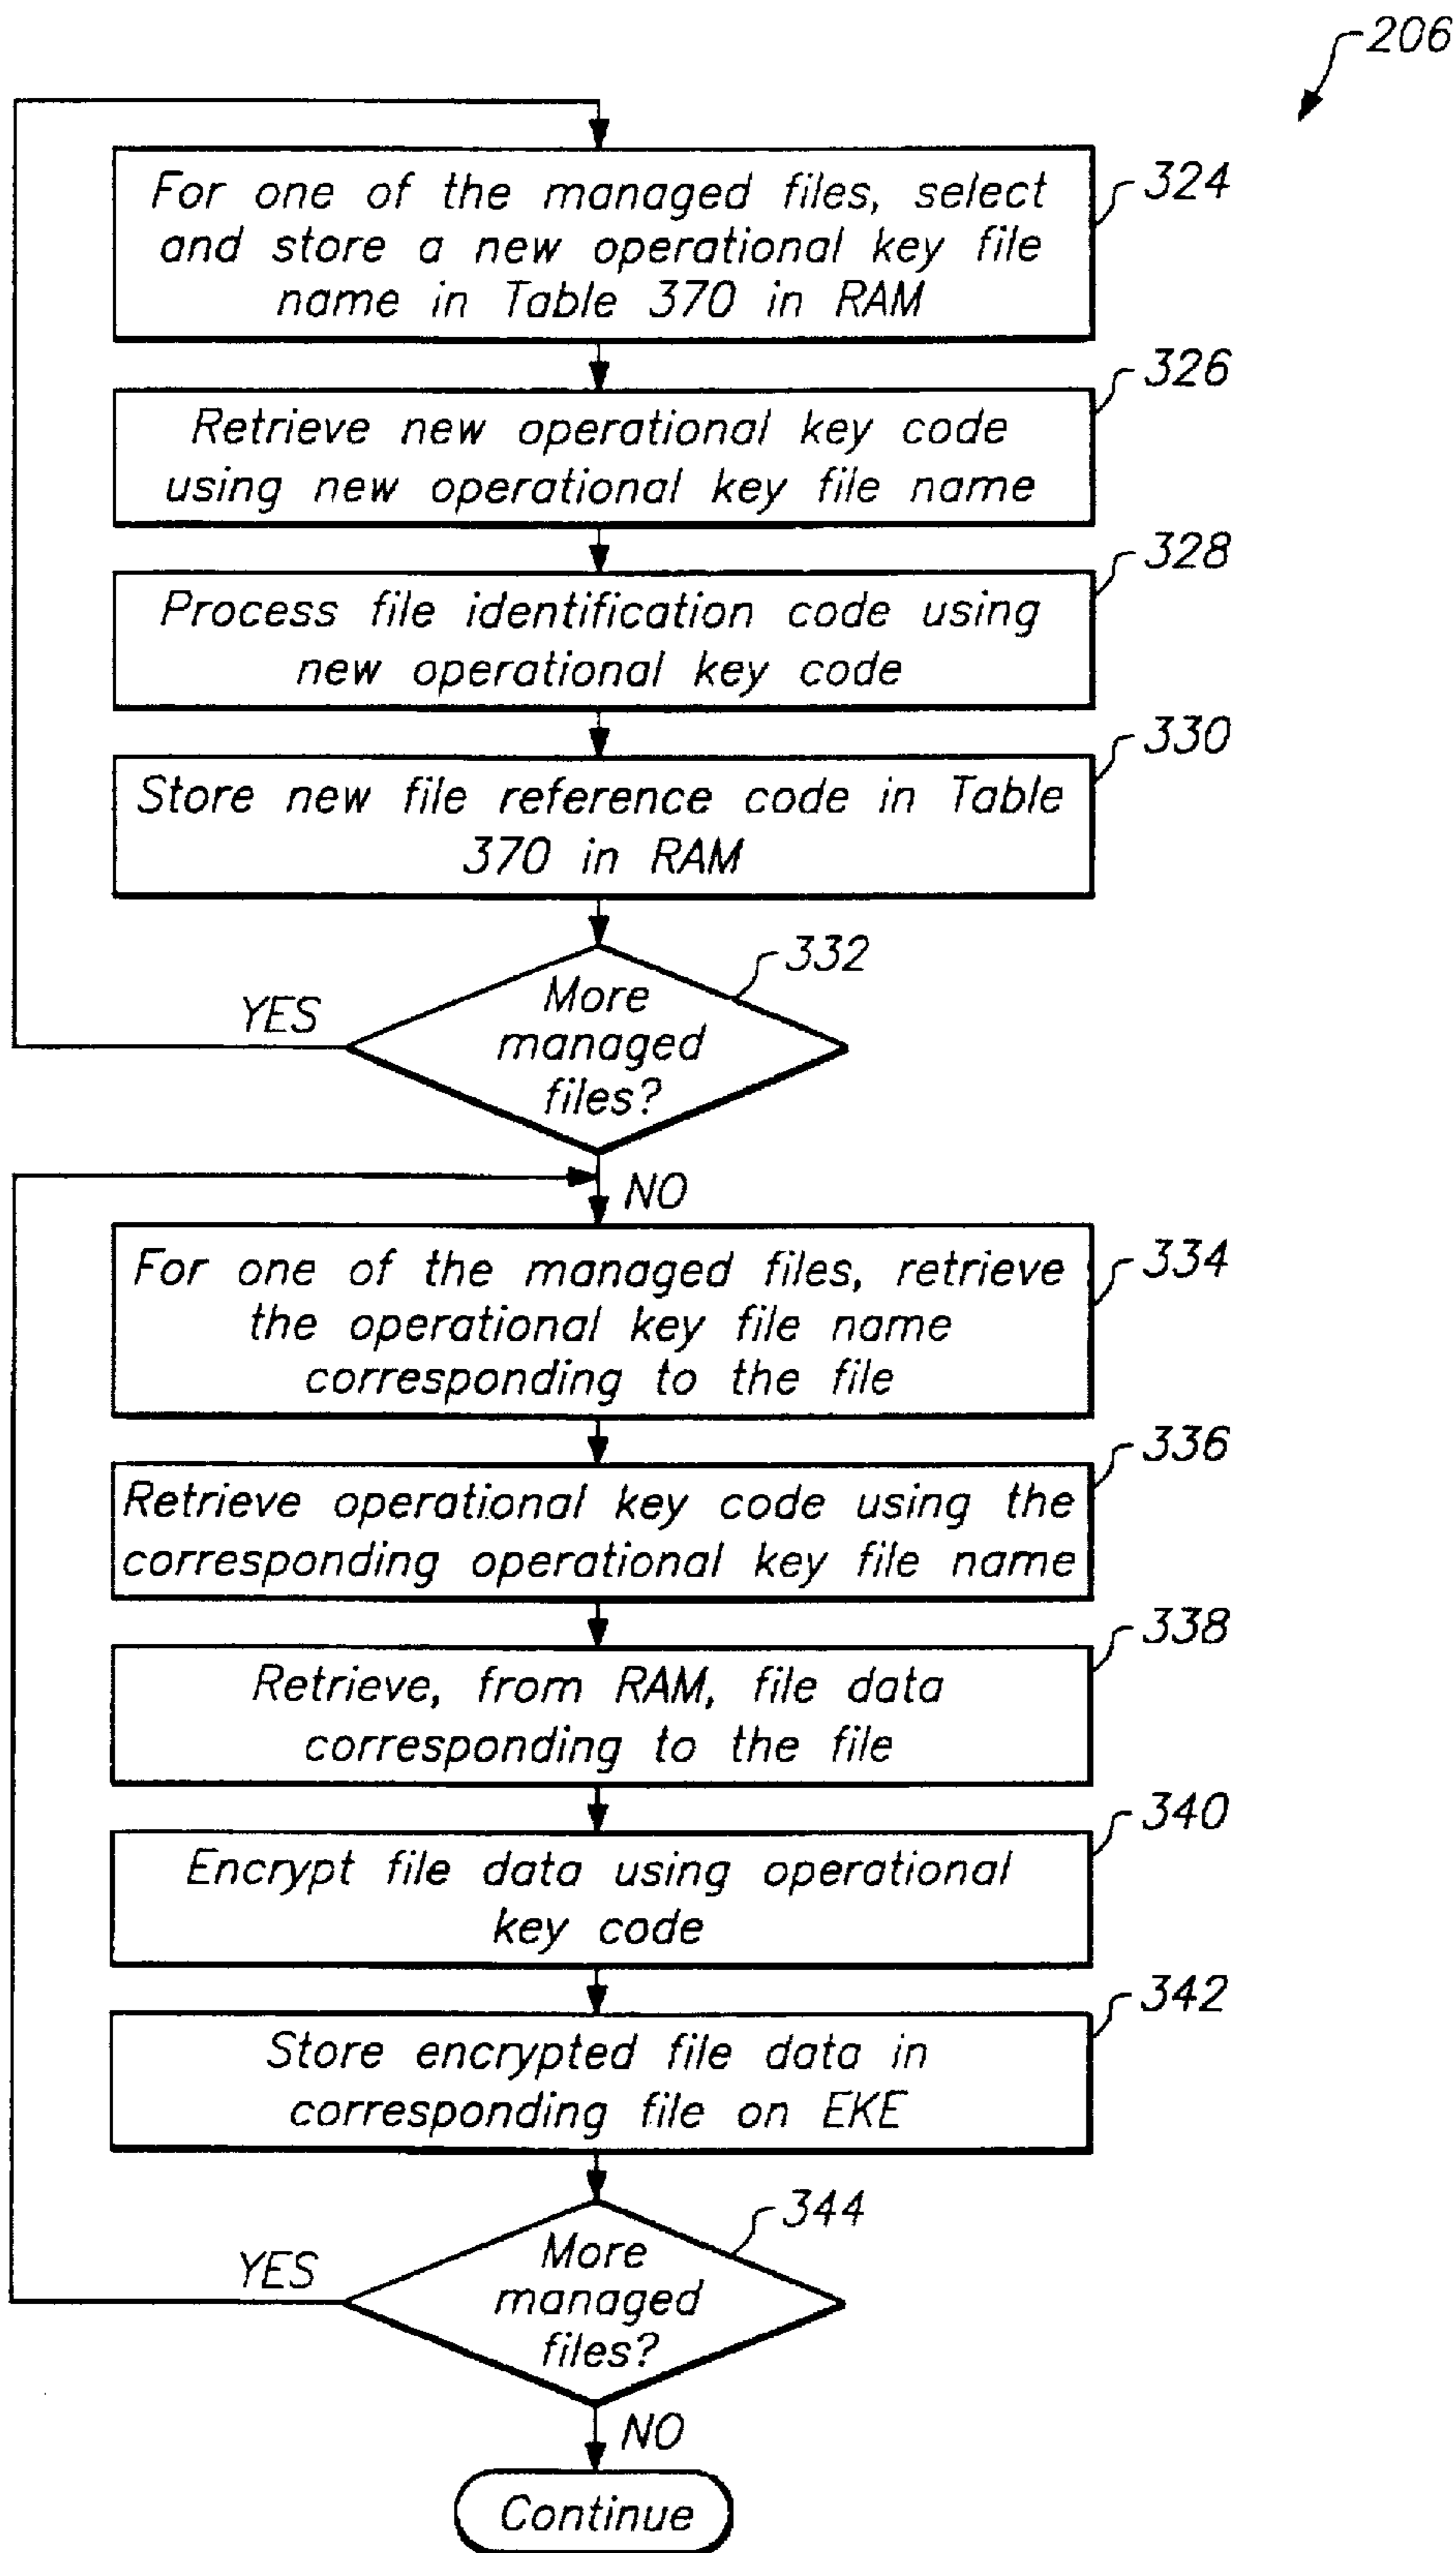 206
For one of the managed files, select
and store a new operational key file
name in Table 370 in RAM
324
Retrieve new operational key code
using new operational key file name
326
Process file identification code using
new operational key code
328
Store new file reference code in Table
370 in RAM
330
More
managed
files?
332
YES
NO
For one of the managed files, retrieve
the operational key file name
corresponding to the file
334
Retrieve operational key code using the
corresponding operational key file name
336
Retrieve, from RAM, file data
corresponding to the file
338
Encrypt file data using operational
key code
340
Store encrypted file data in
corresponding file on EKE
342
More
managed
files?
344
YES
NO
Continue